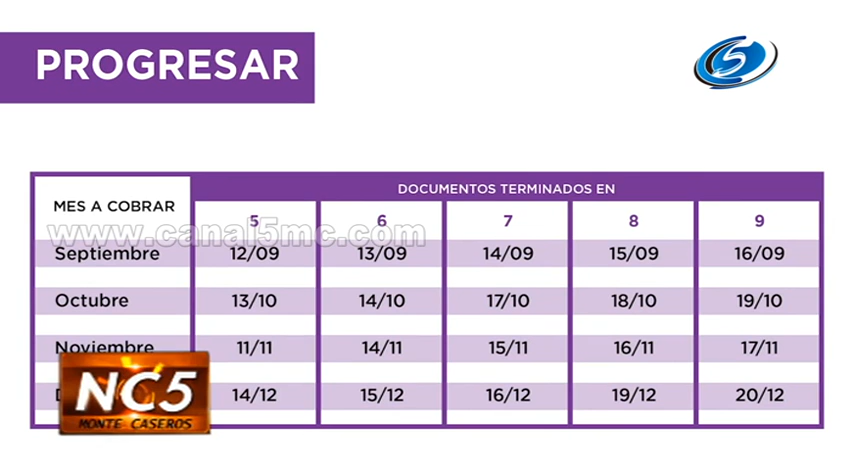 PROGRESAR
5
DOCUMENTOS TERMINADOS EN
MES A COBRAR
5 6 7 8 9
www.canal5mc.com
Septiembre 12/09 13/09 14/09 15/09 16/09
Octubre 13/10 14/10 17/10 18/10 19/10
Noviembre 11/11 14/11 15/11 16/11 17/11
14/12 15/12 16/12 19/12 20/12
NC5
MONTE CASEROS